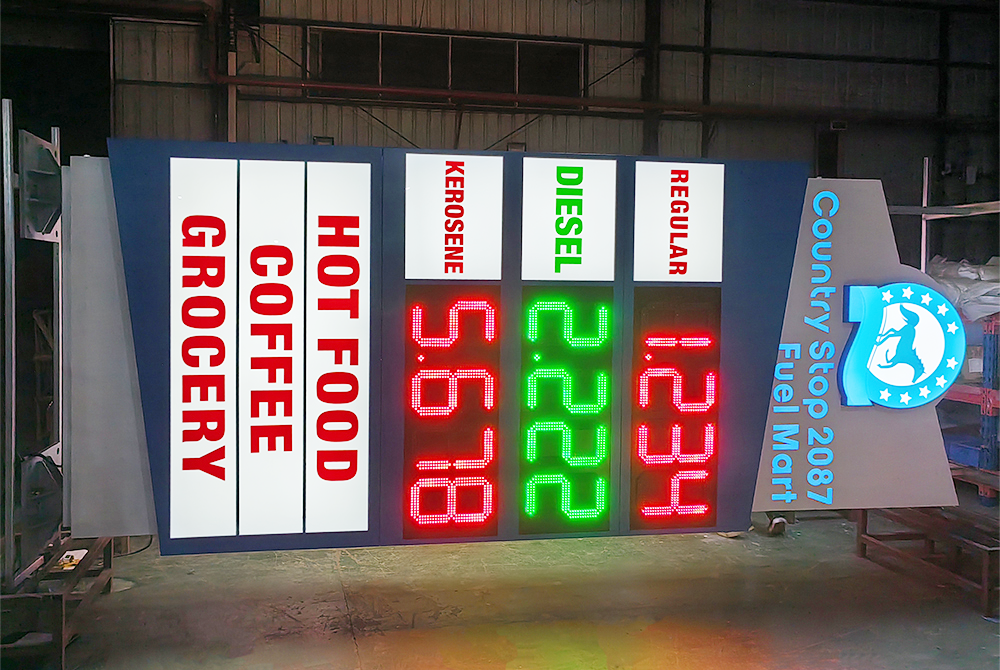 Country Stop 2087
Fuel Mart
REGULAR 1.234
DIESEL 2.222
KEROSENE 5.678
HOT FOOD
COFFEE
GROCERY